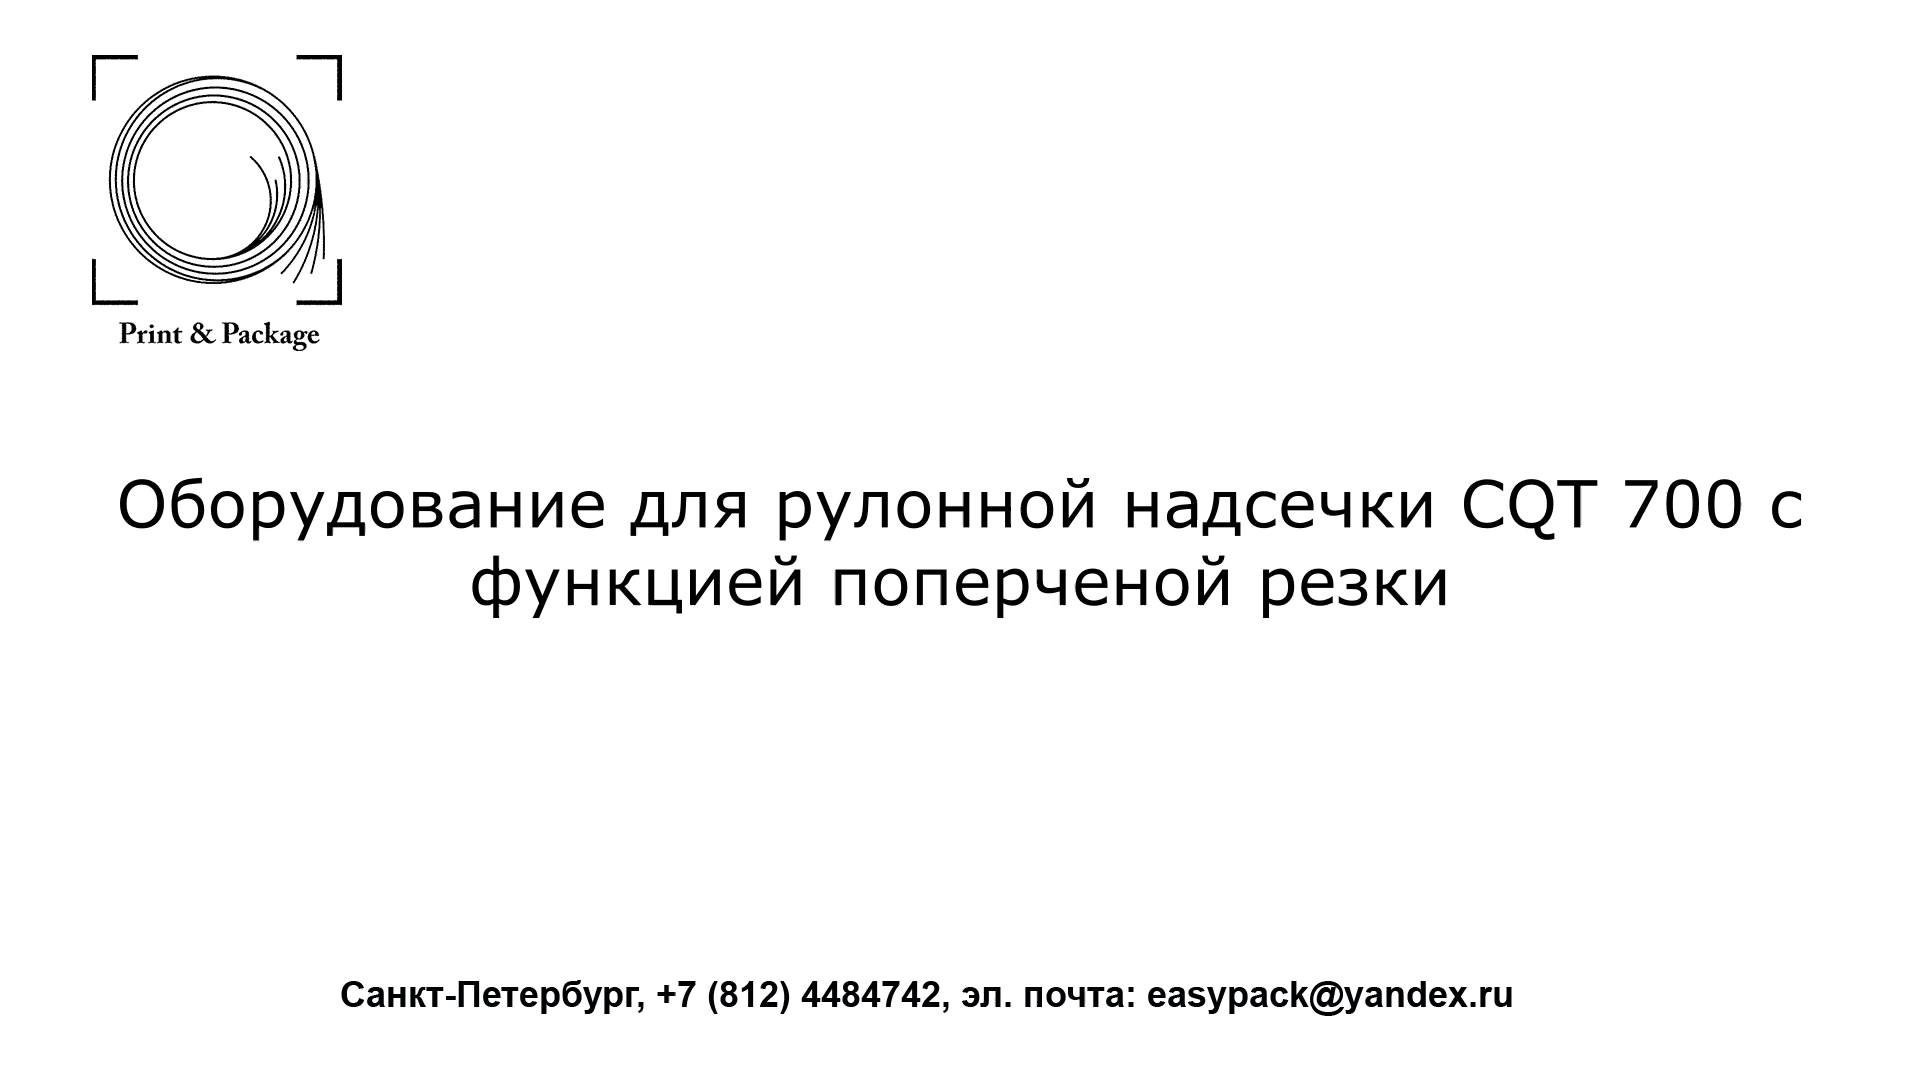 Print & Package
Оборудование для рулонной надсечки CQT 700 с
функцией поперченой резки
Санкт-Петербург, +7 (812) 4484742, эл. почта: easypack@yandex.ru